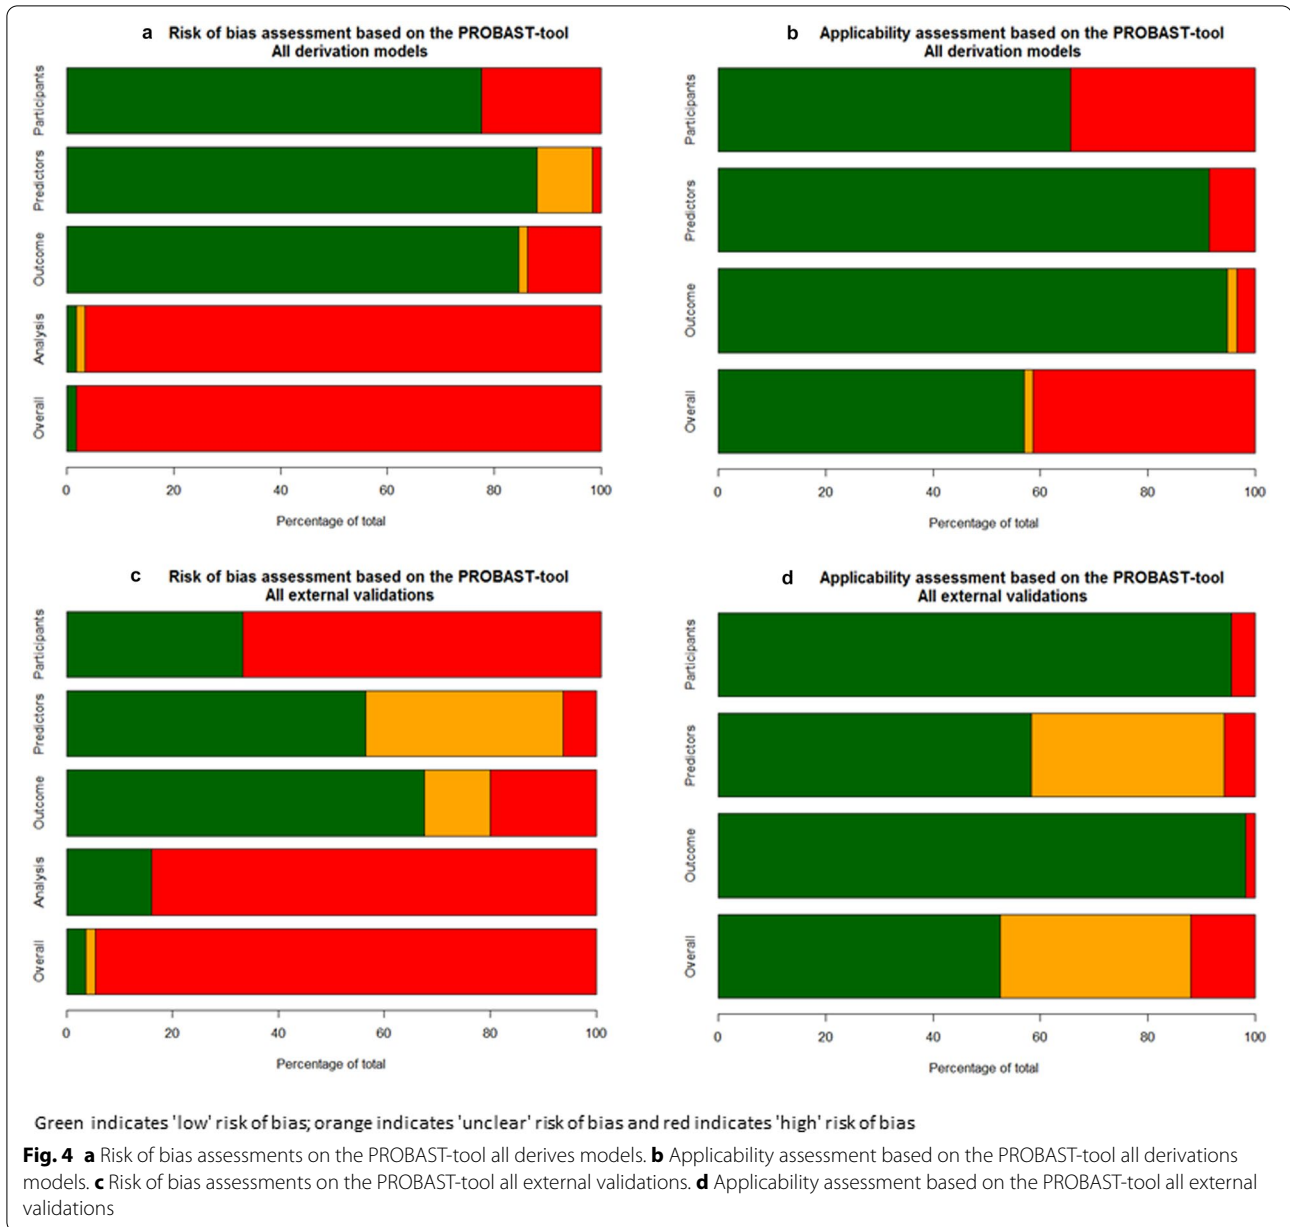 a Risk of bias assessment based on the PROBAST-tool
All derivation models
Participants
Predictors
Outcome
Analysis
Overall
0 20 40 60 80 100
Percentage of total
b Applicability assessment based on the PROBAST-tool
All derivation models
Participants
Predictors
Outcome
Overall
0 20 40 60 80 100
Percentage of total
c Risk of bias assessment based on the PROBAST-tool
All external validations
Participants
Predictors
Outcome
Analysis
Overall
0 20 40 60 80 100
Percentage of total
d Applicability assessment based on the PROBAST-tool
All external validations
Participants
Predictors
Outcome
Overall
0 20 40 60 80 100
Percentage of total
Green indicates 'low' risk of bias; orange indicates 'unclear' risk of bias and red indicates 'high' risk of bias
Fig. 4 a Risk of bias assessments on the PROBAST-tool all derives models. b Applicability assessment based on the PROBAST-tool all derivations
models. c Risk of bias assessments on the PROBAST-tool all external validations. d Applicability assessment based on the PROBAST-tool all external
validations